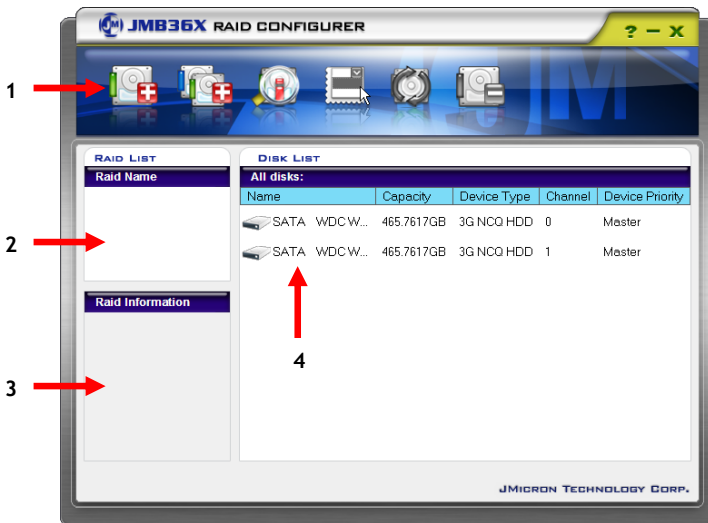 JMB36X RAID CONFIGURER
? – X
1
RAID LIST
DISK LIST
Raid Name
All disks:
Name Capacity Device Type Channel Device Priority
SATA WDC W... 465.7617GB 3G NCQ HDD 0 Master
2
SATA WDC W... 465.7617GB 3G NCQ HDD 1 Master
Raid Information
4
3
JMICRON TECHNOLOGY CORP.